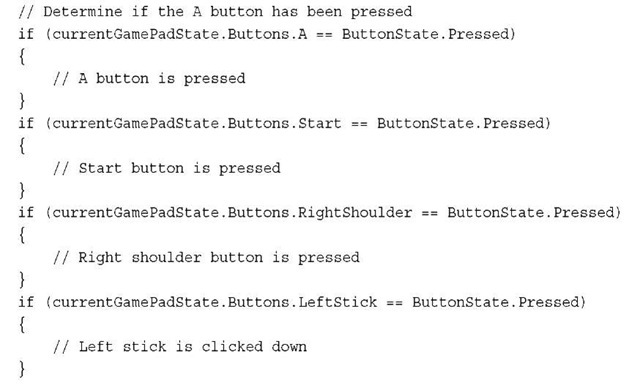 // Determine if the A button has been pressed
if (currentGamePadState.Buttons.A == ButtonState.Pressed)
{
    // A button is pressed
}
if (currentGamePadState.Buttons.Start == ButtonState.Pressed)
{
    // Start button is pressed
}
if (currentGamePadState.Buttons.RightShoulder == ButtonState.Pressed)
{
    // Right shoulder button is pressed
}
if (currentGamePadState.Buttons.LeftStick == ButtonState.Pressed)
{
    // Left stick is clicked down
}